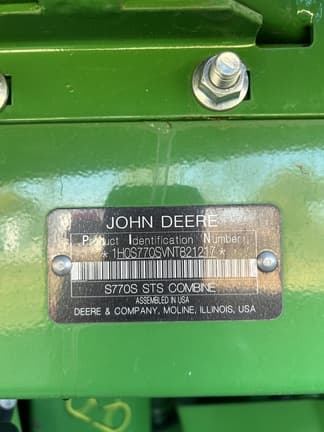 JOHN DEERE
Product Identification Number
*1H0S770SVNT821217*
S770S STS COMBINE
ASSEMBLED IN USA
DEERE & COMPANY, MOLINE, ILLINOIS, USA